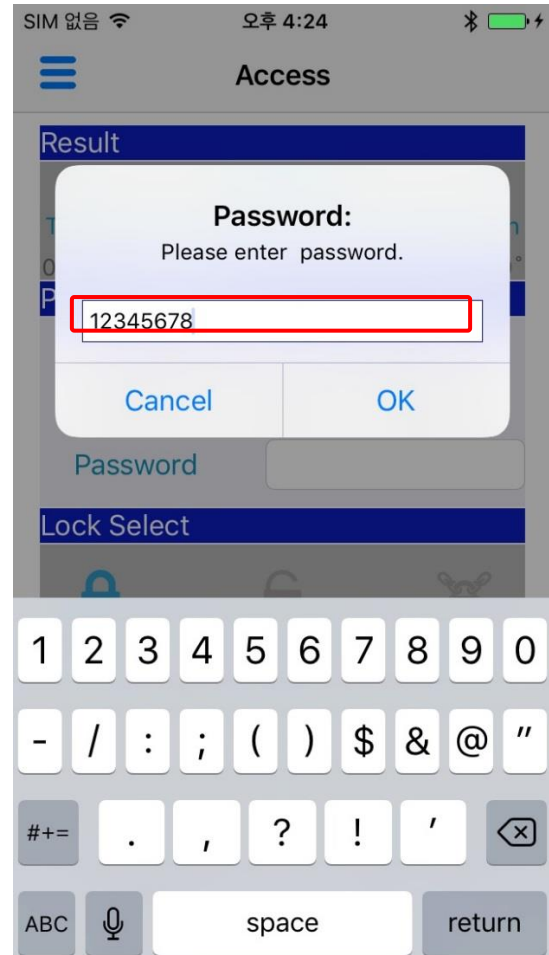 SIM 없음 오후 4:24
Access
Result
Password:
Please enter password.
12345678
Cancel OK
Password
Lock Select
1 2 3 4 5 6 7 8 9 0
- / : ; ( ) $ & @ "
#+= . , ? ! '
ABC space return